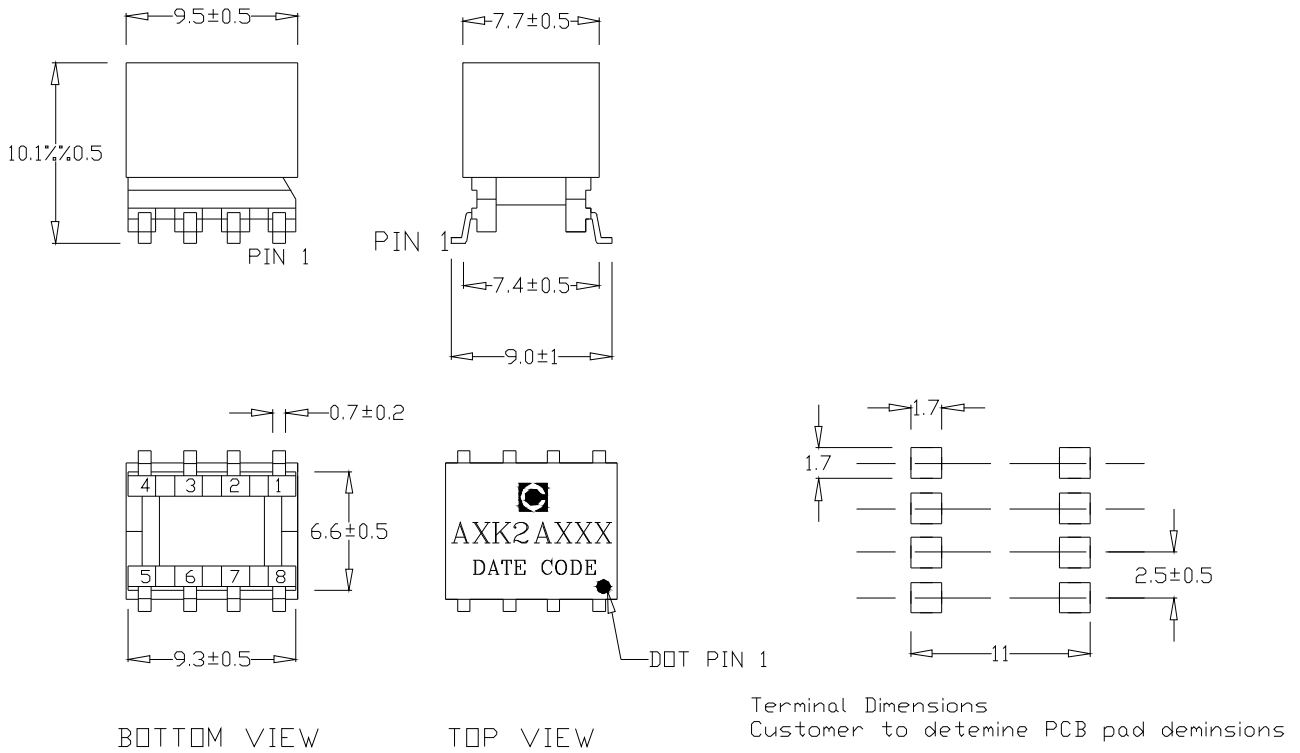 9.5±0.5
7.7±0.5
10.1%%0.5
PIN 1
PIN 1
7.4±0.5
9.0±1
0.7±0.2
1.7
1.7
4 3 2 1
6.6±0.5
AXK2AXXX
DATE CODE
5 6 7 8
2.5±0.5
9.3±0.5
DOT PIN 1
11
Terminal Dimensions
Customer to detemine PCB pad deminsions
BOTTOM VIEW
TOP VIEW